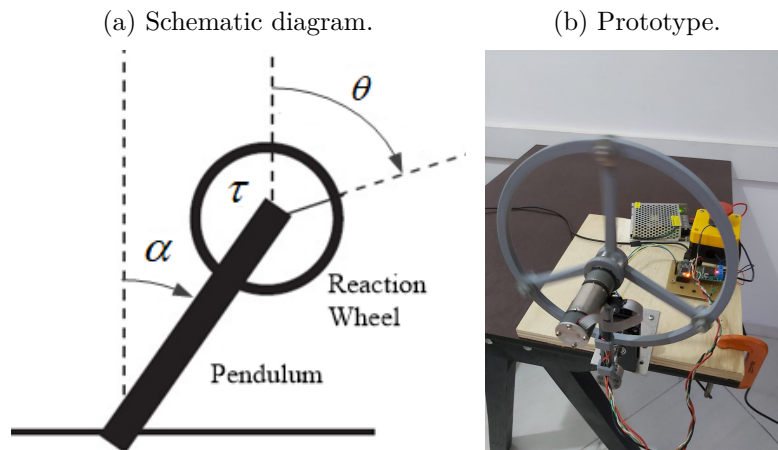 (a) Schematic diagram.
(b) Prototype.
θ
τ
α
Reaction
Wheel
Pendulum